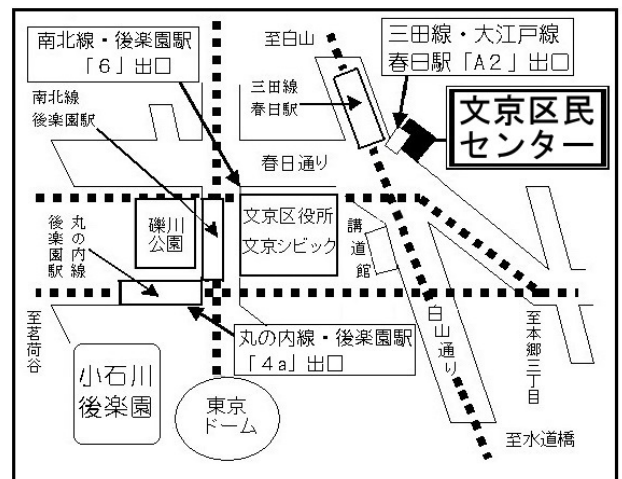 南北線・後楽園駅
「6」出口
至白山
三田線・大江戸線
春日駅「A2」出口
南北線
後楽園駅
三田線
春日駅
文京区民
センター
春日通り
丸の内線
後楽園駅
礫川
公園
文京区役所
文京シビック
講道館
至茗荷谷
丸の内線・後楽園駅
「4a」出口
白山通り
至本郷三丁目
小石川
後楽園
東京
ドーム
至水道橋